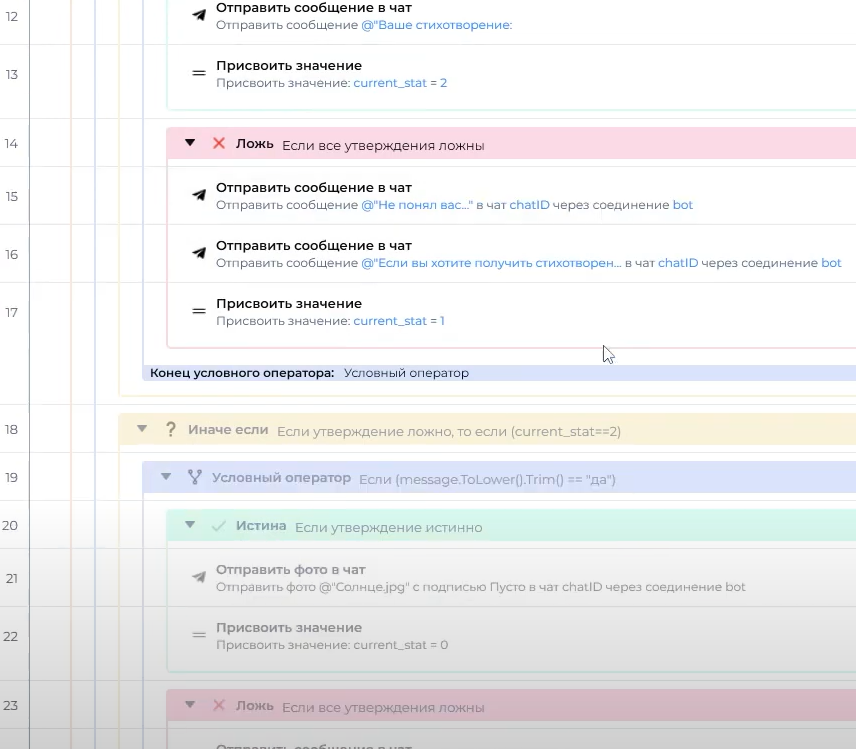 12
Отправить сообщение в чат
Отправить сообщение @"Ваше стихотворение:
13
Присвоить значение
Присвоить значение: current_stat = 2
14
Ложь Если все утверждения ложны
15
Отправить сообщение в чат
Отправить сообщение @"Не понял вас..." в чат chatID через соединение bot
16
Отправить сообщение в чат
Отправить сообщение @"Если вы хотите получить стихотворен... в чат chatID через соединение bot
17
Присвоить значение
Присвоить значение: current_stat = 1
Конец условного оператора: Условный оператор
18
Иначе если Если утверждение ложно, то если (current_stat==2)
19
Условный оператор Если (message.ToLower().Trim() == "да")
20
Истина Если утверждение истинно
21
Отправить фото в чат
Отправить фото @"Солнце.jpg" с подписью Пусто в чат chatID через соединение bot
22
Присвоить значение
Присвоить значение: current_stat = 0
23
Ложь Если все утверждения ложны
Отправить сообщение в чат